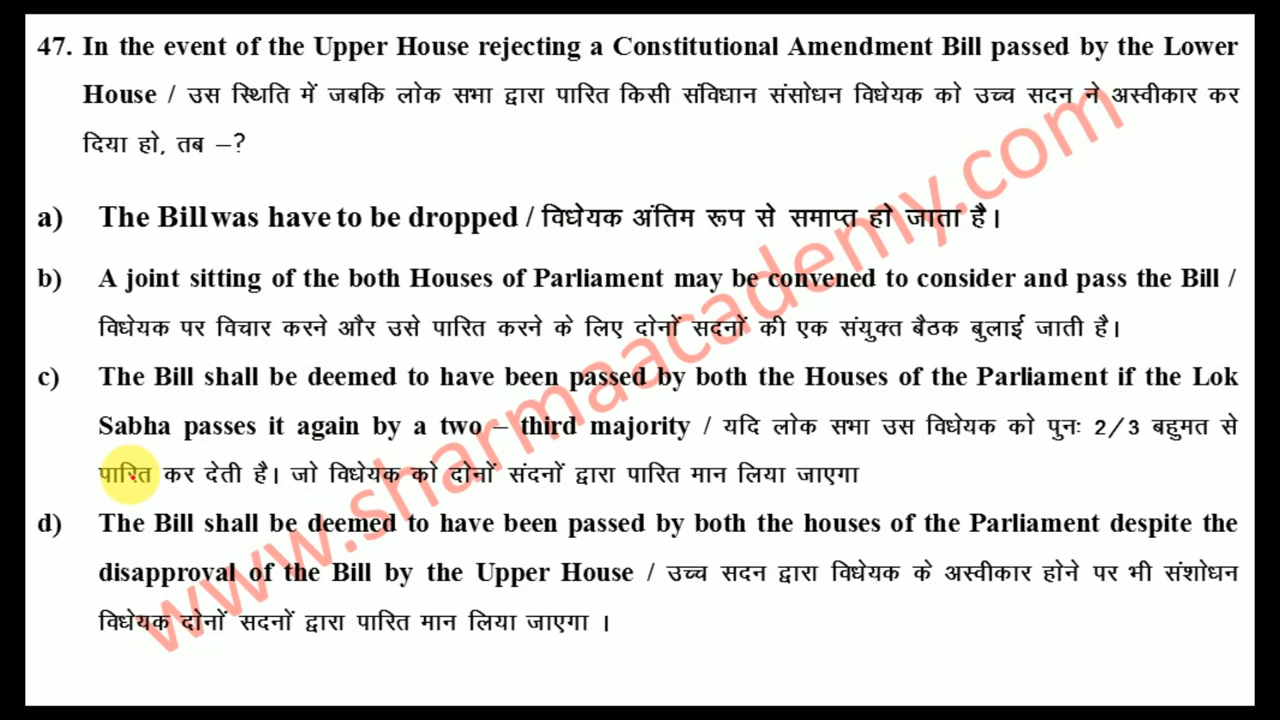 47. In the event of the Upper House rejecting a Constitutional Amendment Bill passed by the Lower
House / उस स्थिति में जबकि लोक सभा द्वारा पारित किसी संविधान संसोधन विधेयक को उच्च सदन ने अस्वीकार कर
दिया हो, तब –?
a) The Bill was have to be dropped / विधेयक अंतिम रूप से समाप्त हो जाता है।
b) A joint sitting of the both Houses of Parliament may be convened to consider and pass the Bill /
विधेयक पर विचार करने और उसे पारित करने के लिए दोनों सदनों की एक संयुक्त बैठक बुलाई जाती है।
c) The Bill shall be deemed to have been passed by both the Houses of the Parliament if the Lok
Sabha passes it again by a two – third majority / यदि लोक सभा उस विधेयक को पुनः 2/3 बहुमत से
पारित कर देती है। जो विधेयक को दोनों संदनों द्वारा पारित मान लिया जाएगा
d) The Bill shall be deemed to have been passed by both the houses of the Parliament despite the
disapproval of the Bill by the Upper House / उच्च सदन द्वारा विधेयक के अस्वीकार होने पर भी संशोधन
विधेयक दोनों सदनों द्वारा पारित मान लिया जाएगा ।
www.sharmaacademy.com